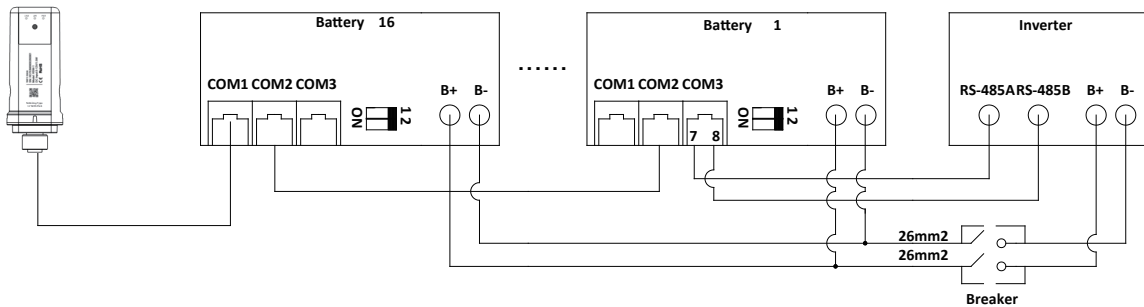 Battery 16
COM1 COM2 COM3
B+ B-
ON
1 2
......
Battery 1
COM1 COM2 COM3
B+ B-
7 8
ON
1 2
Inverter
RS-485A RS-485B B+ B-
26mm2
26mm2
Breaker